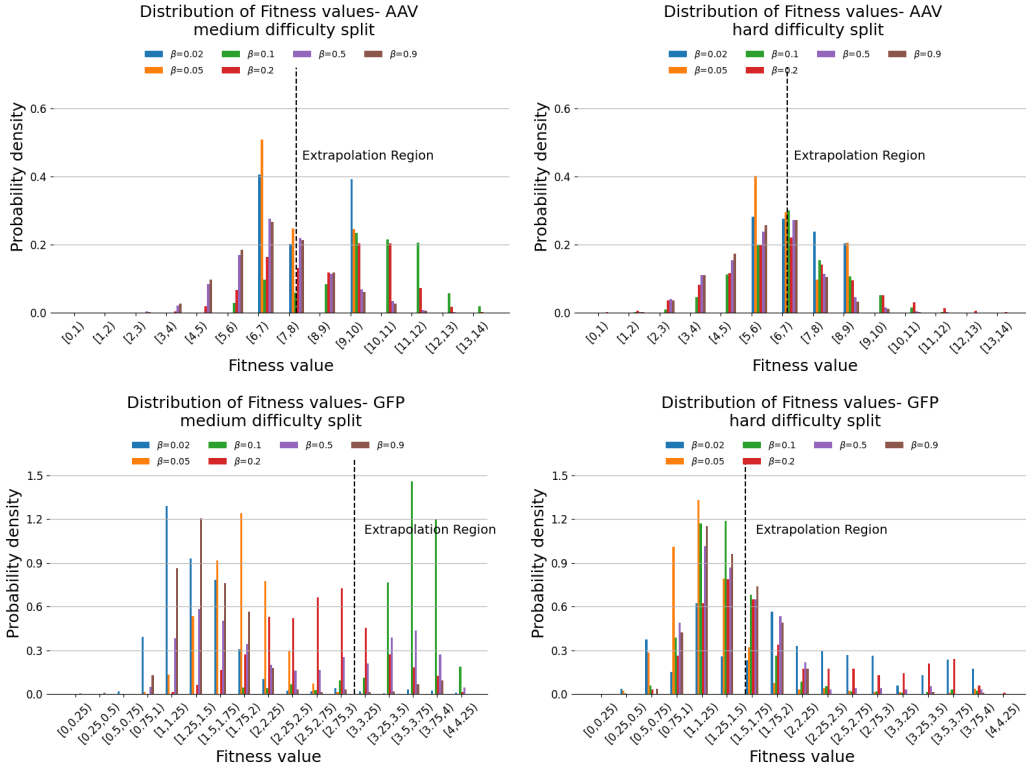 Distribution of Fitness values- AAV
medium difficulty split
β=0.02 β=0.1 β=0.5 β=0.9
β=0.05 β=0.2
Probability density
0.6
0.4
0.2
0.0
Extrapolation Region
[0,1) [1,2) [2,3) [3,4) [4,5) [5,6) [6,7) [7,8) [8,9) [9,10) [10,11) [11,12) [12,13) [13,14)
Fitness value
Distribution of Fitness values- AAV
hard difficulty split
β=0.02 β=0.1 β=0.5 β=0.9
β=0.05 β=0.2
Probability density
0.6
0.4
0.2
0.0
Extrapolation Region
[0,1) [1,2) [2,3) [3,4) [4,5) [5,6) [6,7) [7,8) [8,9) [9,10) [10,11) [11,12) [12,13) [13,14)
Fitness value
Distribution of Fitness values- GFP
medium difficulty split
β=0.02 β=0.1 β=0.5 β=0.9
β=0.05 β=0.2
Probability density
1.5
1.2
0.9
0.6
0.3
0.0
Extrapolation Region
[0,0.25) [0.25,0.5) [0.5,0.75) [0.75,1) [1,1.25) [1.25,1.5) [1.5,1.75) [1.75,2) [2,2.25) [2.25,2.5) [2.5,2.75) [2.75,3) [3,3.25) [3.25,3.5) [3.5,3.75) [3.75,4) [4,4.25)
Fitness value
Distribution of Fitness values- GFP
hard difficulty split
β=0.02 β=0.1 β=0.5 β=0.9
β=0.05 β=0.2
Probability density
1.5
1.2
0.9
0.6
0.3
0.0
Extrapolation Region
[0,0.25) [0.25,0.5) [0.5,0.75) [0.75,1) [1,1.25) [1.25,1.5) [1.5,1.75) [1.75,2) [2,2.25) [2.25,2.5) [2.5,2.75) [2.75,3) [3,3.25) [3.25,3.5) [3.5,3.75) [3.75,4) [4,4.25)
Fitness value